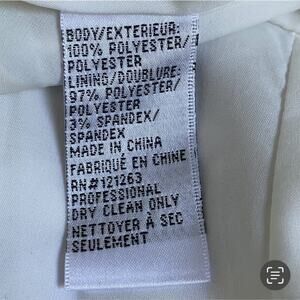 BODY/EXTERIEUR:
100% POLYESTER/
POLYESTER
LINING/DOUBLURE:
97% POLYESTER/
POLYESTER
3% SPANDEX/
SPANDEX
MADE IN CHINA
FABRIQUÉ EN CHINE
RN#121263
PROFESSIONAL
DRY CLEAN ONLY
NETTOYER À SEC
SEULEMENT